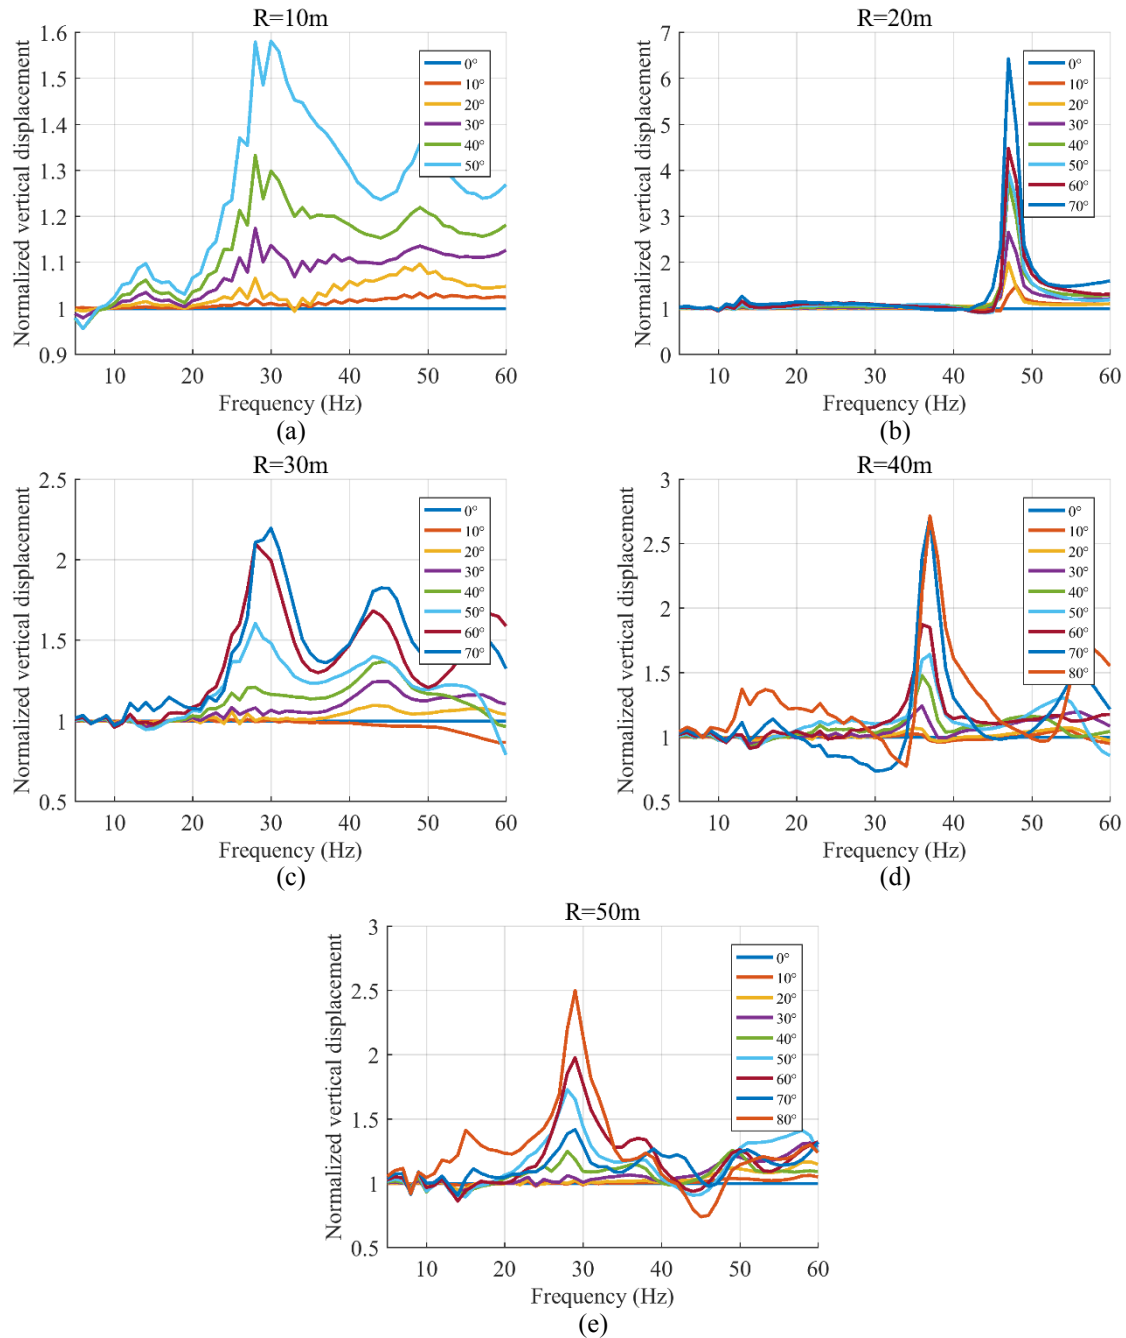 R=10m
Normalized vertical displacement
1.6
1.5
1.4
1.3
1.2
1.1
1
0.9
0°
10°
20°
30°
40°
50°
10 20 30 40 50 60
Frequency (Hz)
(a)
R=20m
Normalized vertical displacement
7
6
5
4
3
2
1
0
0°
10°
20°
30°
40°
50°
60°
70°
10 20 30 40 50 60
Frequency (Hz)
(b)
R=30m
Normalized vertical displacement
2.5
2
1.5
1
0.5
0°
10°
20°
30°
40°
50°
60°
70°
10 20 30 40 50 60
Frequency (Hz)
(c)
R=40m
Normalized vertical displacement
3
2.5
2
1.5
1
0.5
0°
10°
20°
30°
40°
50°
60°
70°
80°
10 20 30 40 50 60
Frequency (Hz)
(d)
R=50m
Normalized vertical displacement
3
2.5
2
1.5
1
0.5
0°
10°
20°
30°
40°
50°
60°
70°
80°
10 20 30 40 50 60
Frequency (Hz)
(e)